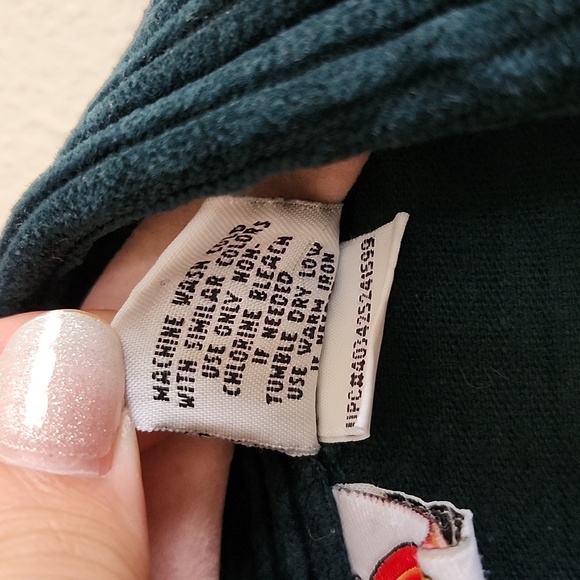 MACHINE WASH COLD
WITH SIMILAR COLORS
USE ONLY NON-
CHLORINE BLEACH
IF NEEDED
TUMBLE DRY LOW
USE WARM IRON
UPC#403425241599